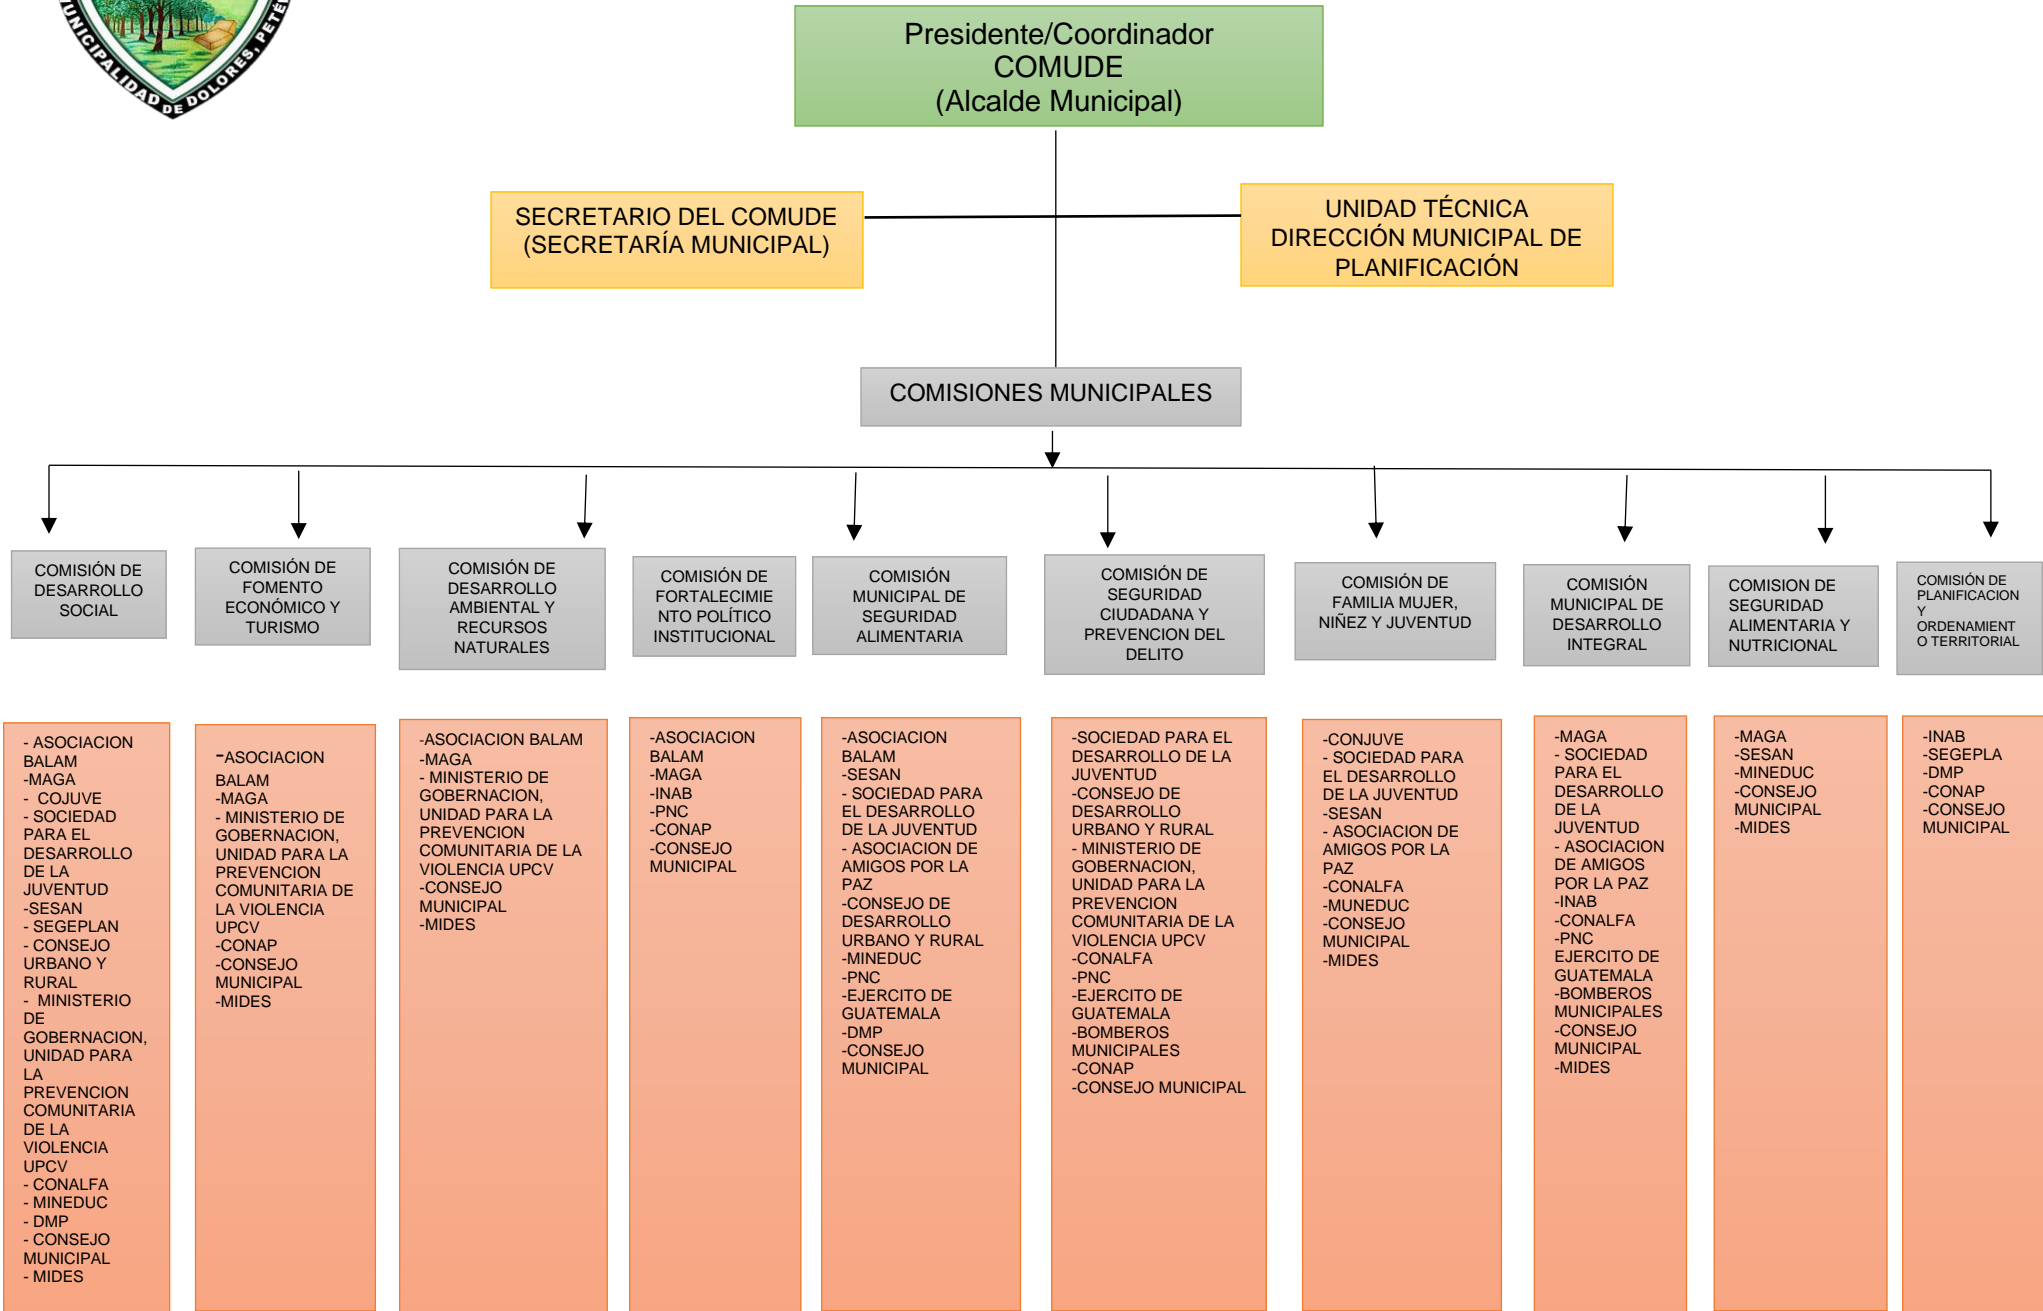 MUNICIPALIDAD DE DOLORES, PETÉN
Presidente/Coordinador
COMUDE
(Alcalde Municipal)
SECRETARIO DEL COMUDE
(SECRETARÍA MUNICIPAL)
UNIDAD TÉCNICA
DIRECCIÓN MUNICIPAL DE
PLANIFICACIÓN
COMISIONES MUNICIPALES
COMISIÓN DE
DESARROLLO
SOCIAL
COMISIÓN DE
FOMENTO
ECONÓMICO Y
TURISMO
COMISIÓN DE
DESARROLLO
AMBIENTAL Y
RECURSOS
NATURALES
COMISIÓN DE
FORTALECIMIE
NTO POLÍTICO
INSTITUCIONAL
COMISIÓN
MUNICIPAL DE
SEGURIDAD
ALIMENTARIA
COMISIÓN DE
SEGURIDAD
CIUDADANA Y
PREVENCION DEL
DELITO
COMISIÓN DE
FAMILIA MUJER,
NIÑEZ Y JUVENTUD
COMISIÓN
MUNICIPAL DE
DESARROLLO
INTEGRAL
COMISION DE
SEGURIDAD
ALIMENTARIA Y
NUTRICIONAL
COMISIÓN DE
PLANIFICACION
Y
ORDENAMIENT
O TERRITORIAL
- ASOCIACION
BALAM
-MAGA
- COJUVE
- SOCIEDAD
PARA EL
DESARROLLO
DE LA
JUVENTUD
-SESAN
- SEGEPLAN
- CONSEJO
URBANO Y
RURAL
- MINISTERIO
DE
GOBERNACION,
UNIDAD PARA
LA
PREVENCION
COMUNITARIA
DE LA
VIOLENCIA
UPCV
- CONALFA
- MINEDUC
- DMP
- CONSEJO
MUNICIPAL
- MIDES
-ASOCIACION
BALAM
-MAGA
- MINISTERIO DE
GOBERNACION,
UNIDAD PARA LA
PREVENCION
COMUNITARIA DE
LA VIOLENCIA
UPCV
-CONAP
-CONSEJO
MUNICIPAL
-MIDES
-ASOCIACION BALAM
-MAGA
- MINISTERIO DE
GOBERNACION,
UNIDAD PARA LA
PREVENCION
COMUNITARIA DE LA
VIOLENCIA UPCV
-CONSEJO
MUNICIPAL
-MIDES
-ASOCIACION
BALAM
-MAGA
-INAB
-PNC
-CONAP
-CONSEJO
MUNICIPAL
-ASOCIACION
BALAM
-SESAN
- SOCIEDAD PARA
EL DESARROLLO
DE LA JUVENTUD
- ASOCIACION DE
AMIGOS POR LA
PAZ
-CONSEJO DE
DESARROLLO
URBANO Y RURAL
-MINEDUC
-PNC
-EJERCITO DE
GUATEMALA
-DMP
-CONSEJO
MUNICIPAL
-SOCIEDAD PARA EL
DESARROLLO DE LA
JUVENTUD
-CONSEJO DE
DESARROLLO
URBANO Y RURAL
- MINISTERIO DE
GOBERNACION,
UNIDAD PARA LA
PREVENCION
COMUNITARIA DE LA
VIOLENCIA UPCV
-CONALFA
-PNC
-EJERCITO DE
GUATEMALA
-BOMBEROS
MUNICIPALES
-CONAP
-CONSEJO MUNICIPAL
-CONJUVE
- SOCIEDAD PARA
EL DESARROLLO
DE LA JUVENTUD
-SESAN
- ASOCIACION DE
AMIGOS POR LA
PAZ
-CONALFA
-MUNEDUC
-CONSEJO
MUNICIPAL
-MIDES
-MAGA
- SOCIEDAD
PARA EL
DESARROLLO
DE LA
JUVENTUD
- ASOCIACION
DE AMIGOS
POR LA PAZ
-INAB
-CONALFA
-PNC
EJERCITO DE
GUATEMALA
-BOMBEROS
MUNICIPALES
-CONSEJO
MUNICIPAL
-MIDES
-MAGA
-SESAN
-MINEDUC
-CONSEJO
MUNICIPAL
-MIDES
-INAB
-SEGEPLA
-DMP
-CONAP
-CONSEJO
MUNICIPAL